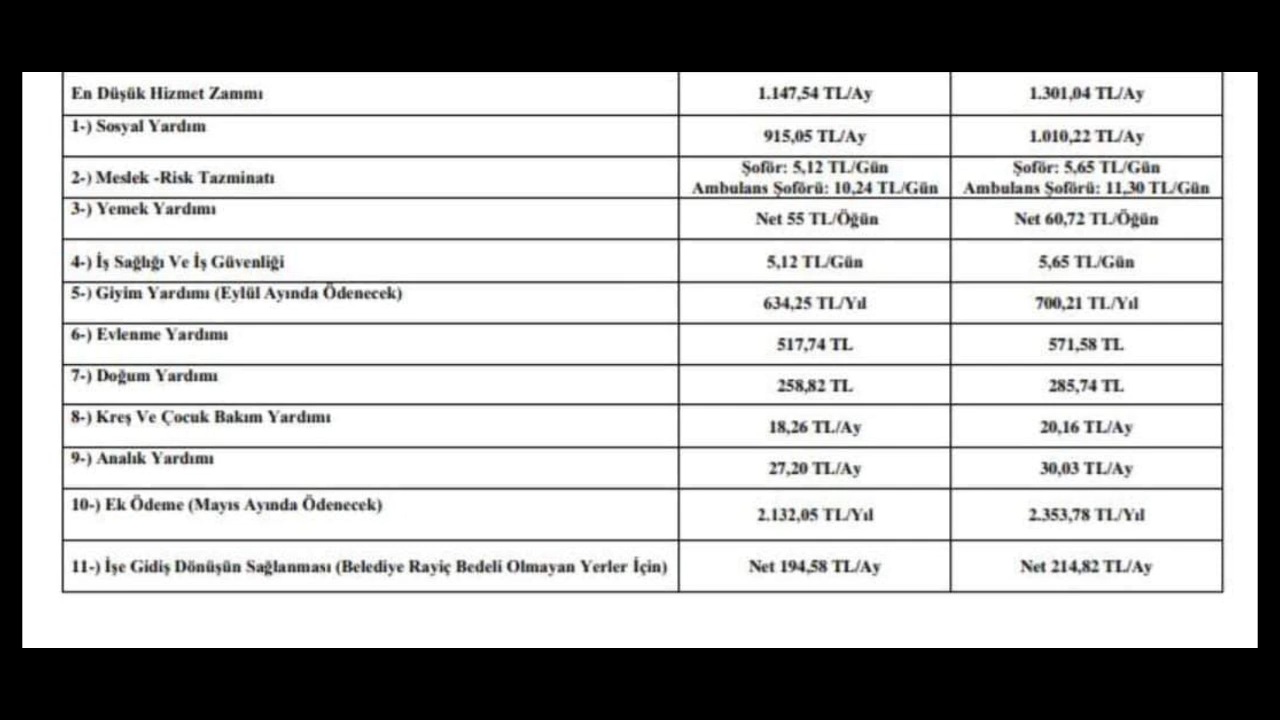 En Düşük Hizmet Zammı 1.147,54 TL/Ay 1.301,04 TL/Ay
1-) Sosyal Yardım 915,05 TL/Ay 1.010,22 TL/Ay
2-) Meslek -Risk Tazminatı Şoför: 5,12 TL/Gün Şoför: 5,65 TL/Gün
Ambulans Şoförü: 10,24 TL/Gün Ambulans Şoförü: 11,30 TL/Gün
3-) Yemek Yardımı Net 55 TL/Öğün Net 60,72 TL/Öğün
4-) İş Sağlığı Ve İş Güvenliği 5,12 TL/Gün 5,65 TL/Gün
5-) Giyim Yardımı (Eylül Ayında Ödenecek) 634,25 TL/Yıl 700,21 TL/Yıl
6-) Evlenme Yardımı 517,74 TL 571,58 TL
7-) Doğum Yardımı 258,82 TL 285,74 TL
8-) Kreş Ve Çocuk Bakım Yardımı 18,26 TL/Ay 20,16 TL/Ay
9-) Analık Yardımı 27,20 TL/Ay 30,03 TL/Ay
10-) Ek Ödeme (Mayıs Ayında Ödenecek) 2.132,05 TL/Yıl 2.353,78 TL/Yıl
11-) İşe Gidiş Dönüşün Sağlanması (Belediye Rayiç Bedeli Olmayan Yerler İçin) Net 194,58 TL/Ay Net 214,82 TL/Ay